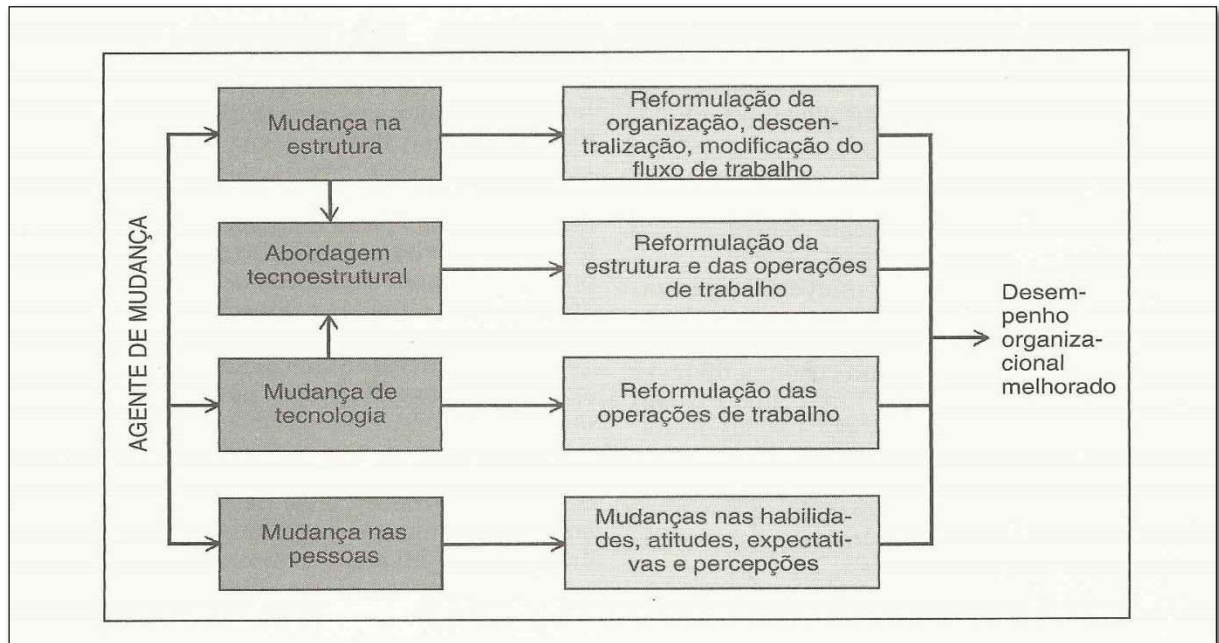 AGENTE DE MUDANÇA
Mudança na
estrutura
Reformulação da
organização, descen-
tralização, modificação do
fluxo de trabalho
Abordagem
tecnoestrutural
Reformulação da
estrutura e das operações
de trabalho
Mudança de
tecnologia
Reformulação das
operações de trabalho
Mudança nas
pessoas
Mudanças nas habilida-
des, atitudes, expectati-
vas e percepções
Desem-
penho
organiza-
cional
melhorado